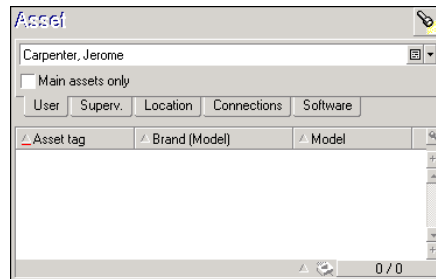 Asset
Carpenter, Jerome
Main assets only
User Superv. Location Connections Software
Asset tag Brand (Model) Model
0 / 0